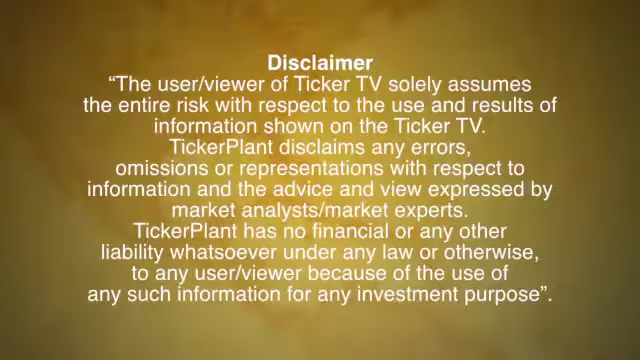 Disclaimer
“The user/viewer of Ticker TV solely assumes
the entire risk with respect to the use and results of
information shown on the Ticker TV.
TickerPlant disclaims any errors,
omissions or representations with respect to
information and the advice and view expressed by
market analysts/market experts.
TickerPlant has no financial or any other
liability whatsoever under any law or otherwise,
to any user/viewer because of the use of
any such information for any investment purpose”.